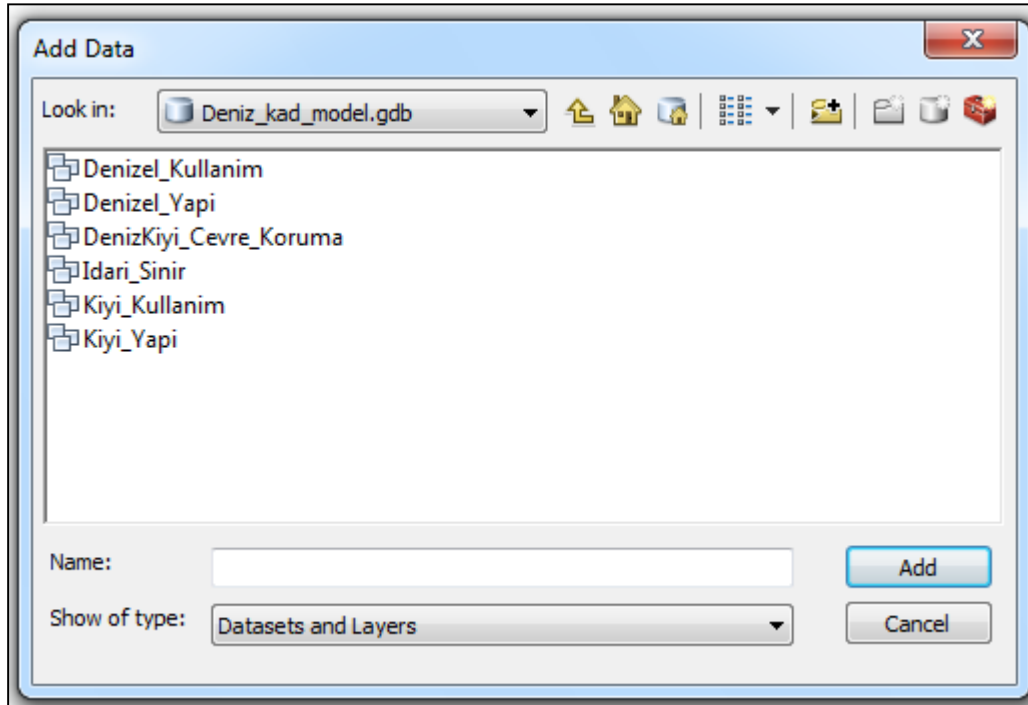 Add Data
Look in: Deniz_kad_model.gdb
Denizel_Kullanim
Denizel_Yapi
DenizKiyi_Cevre_Koruma
Idari_Sinir
Kiyi_Kullanim
Kiyi_Yapi
Name: Add
Show of type: Datasets and Layers Cancel